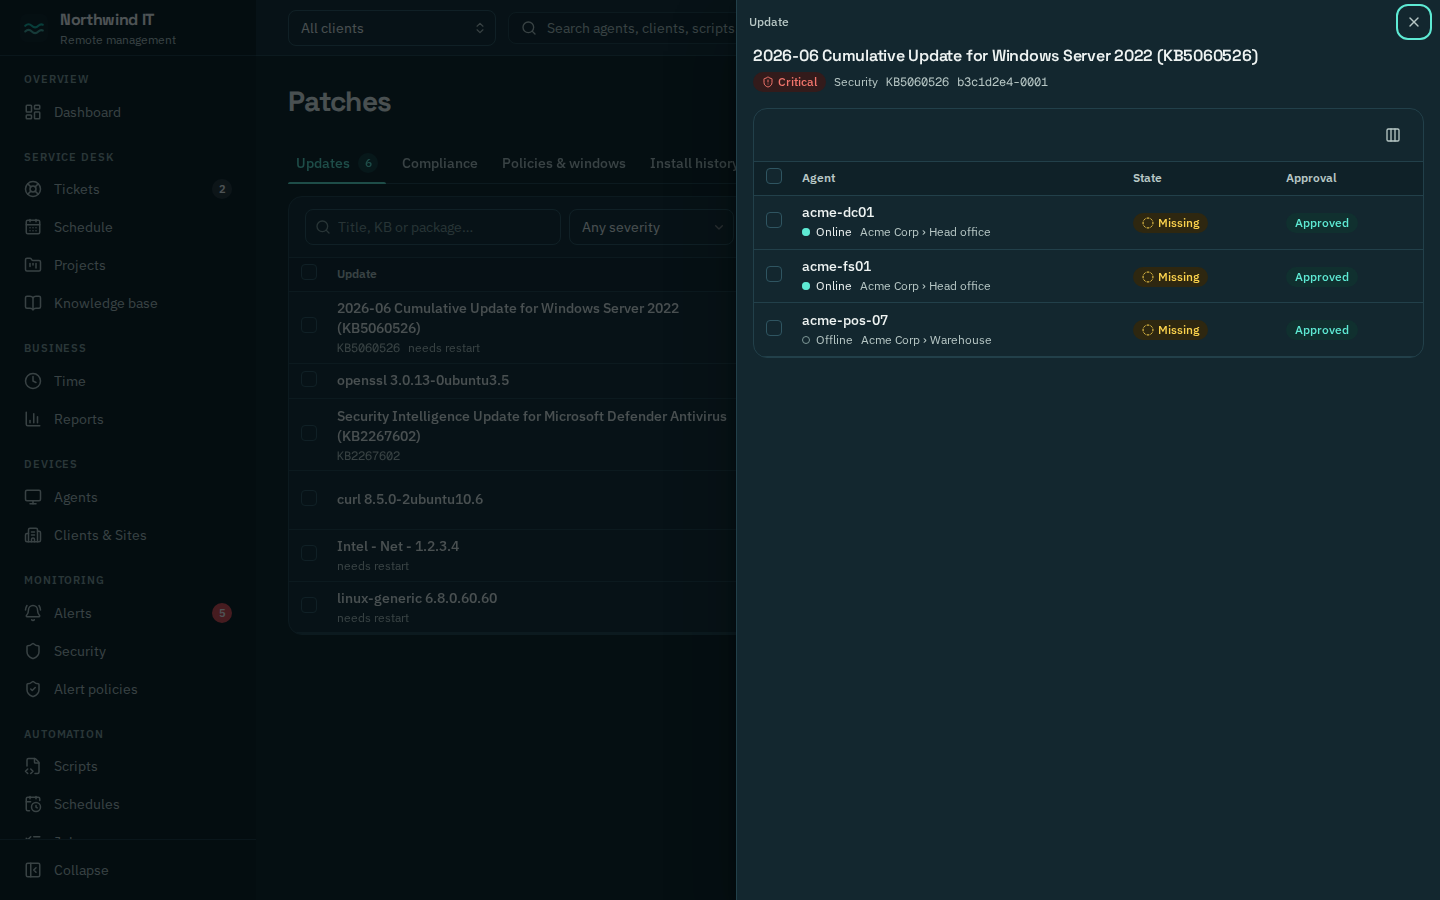 Northwind IT
Remote management
OVERVIEW
Dashboard
SERVICE DESK
Tickets 2
Schedule
Projects
Knowledge base
BUSINESS
Time
Reports
DEVICES
Agents
Clients & Sites
MONITORING
Alerts 5
Security
Alert policies
AUTOMATION
Scripts
Schedules
Collapse
All clients
Search agents, clients, scripts
Patches
Updates 6 Compliance Policies & windows Install history
Title, KB or package...
Any severity
Update
2026-06 Cumulative Update for Windows Server 2022
(KB5060526)
KB5060526 needs restart
openssl 3.0.13-0ubuntu3.5
Security Intelligence Update for Microsoft Defender Antivirus
(KB2267602)
KB2267602
curl 8.5.0-2ubuntu10.6
Intel - Net - 1.2.3.4
needs restart
linux-generic 6.8.0.60.60
needs restart
Update
2026-06 Cumulative Update for Windows Server 2022 (KB5060526)
Critical Security KB5060526 b3c1d2e4-0001
Agent State Approval
acme-dc01
Online Acme Corp › Head office
Missing Approved
acme-fs01
Online Acme Corp › Head office
Missing Approved
acme-pos-07
Offline Acme Corp › Warehouse
Missing Approved